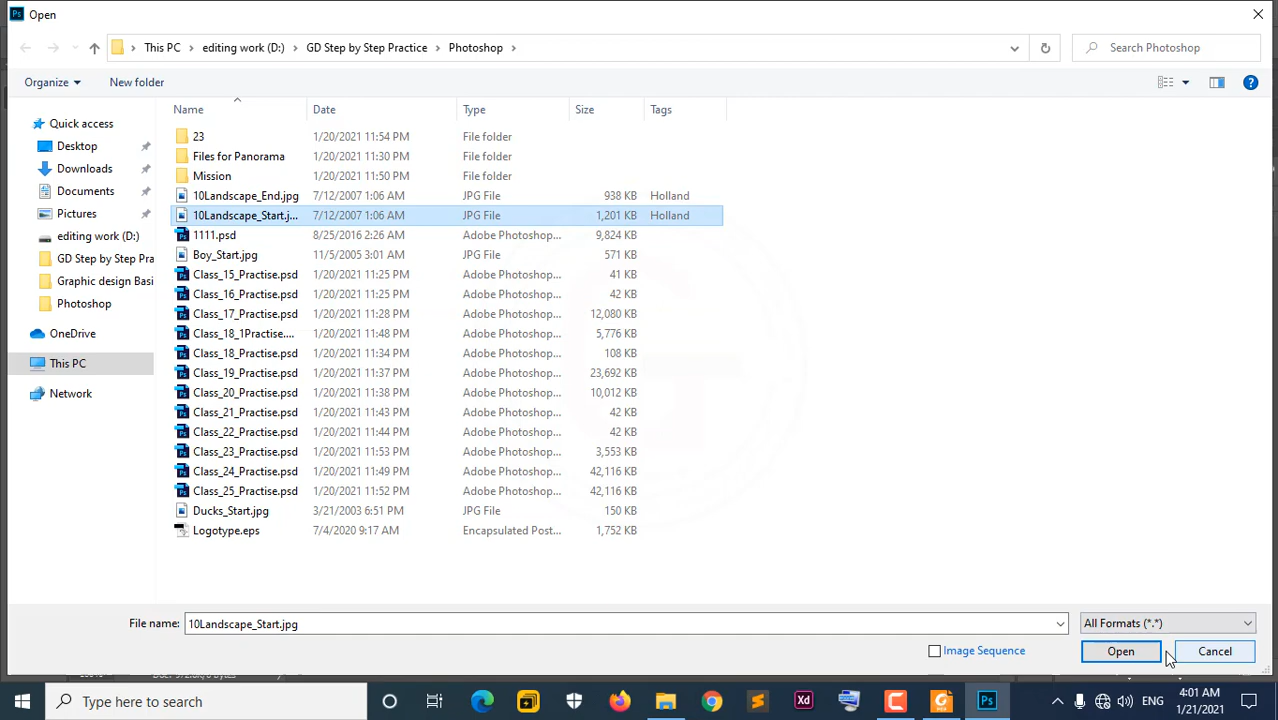 Ps Open
This PC editing work (D:) GD Step by Step Practice Photoshop
Search Photoshop
Organize New folder
?
Name Date Type Size Tags
23 1/20/2021 11:54 PM File folder
Files for Panorama 1/20/2021 11:30 PM File folder
Mission 1/20/2021 11:50 PM File folder
10Landscape_End.jpg 7/12/2007 1:06 AM JPG File 938 KB Holland
10Landscape_Start.j... 7/12/2007 1:06 AM JPG File 1,201 KB Holland
1111.psd 8/25/2016 2:26 AM Adobe Photoshop... 9,824 KB
Boy_Start.jpg 11/5/2005 3:01 AM JPG File 571 KB
Class_15_Practise.psd 1/20/2021 11:25 PM Adobe Photoshop... 41 KB
Class_16_Practise.psd 1/20/2021 11:25 PM Adobe Photoshop... 42 KB
Class_17_Practise.psd 1/20/2021 11:28 PM Adobe Photoshop... 12,080 KB
Class_18_1Practise.... 1/20/2021 11:48 PM Adobe Photoshop... 5,776 KB
Class_18_Practise.psd 1/20/2021 11:34 PM Adobe Photoshop... 108 KB
Class_19_Practise.psd 1/20/2021 11:37 PM Adobe Photoshop... 23,692 KB
Class_20_Practise.psd 1/20/2021 11:38 PM Adobe Photoshop... 10,012 KB
Class_21_Practise.psd 1/20/2021 11:43 PM Adobe Photoshop... 42 KB
Class_22_Practise.psd 1/20/2021 11:44 PM Adobe Photoshop... 42 KB
Class_23_Practise.psd 1/20/2021 11:53 PM Adobe Photoshop... 3,553 KB
Class_24_Practise.psd 1/20/2021 11:49 PM Adobe Photoshop... 42,116 KB
Class_25_Practise.psd 1/20/2021 11:52 PM Adobe Photoshop... 42,116 KB
Ducks_Start.jpg 3/21/2003 6:51 PM JPG File 150 KB
Logotype.eps 7/4/2020 9:17 AM Encapsulated Post... 1,752 KB
Quick access
Desktop
Downloads
Documents
Pictures
editing work (D:)
GD Step by Step Pra
Graphic design Basi
Photoshop
OneDrive
This PC
Network
File name: 10Landscape_Start.jpg All Formats (*.*)
Image Sequence Open Cancel
Type here to search
Xd
Ps
ENG
4:01 AM
1/21/2021